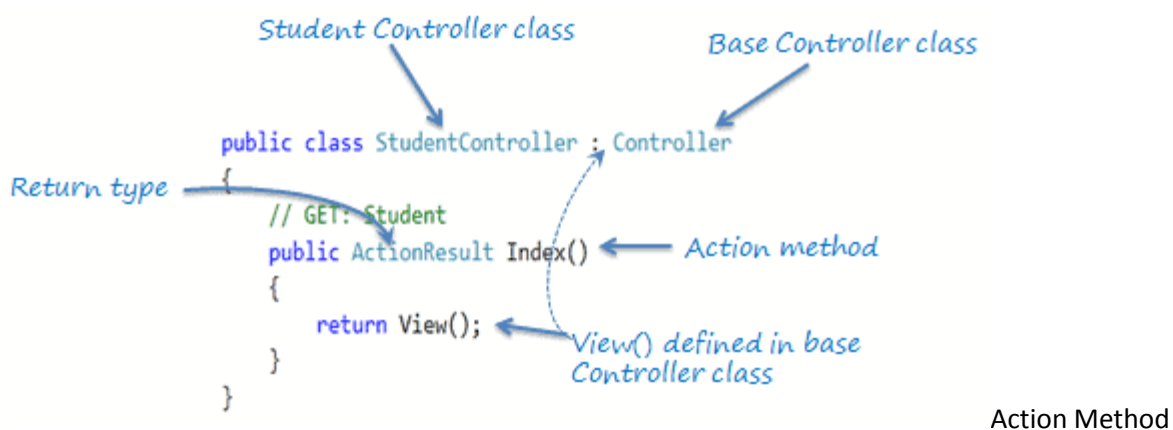 Student Controller class
Base Controller class
public class StudentController : Controller
{
Return type
// GET: Student
public ActionResult Index()
Action method
{
return View();
View() defined in base
Controller class
}
}
Action Method